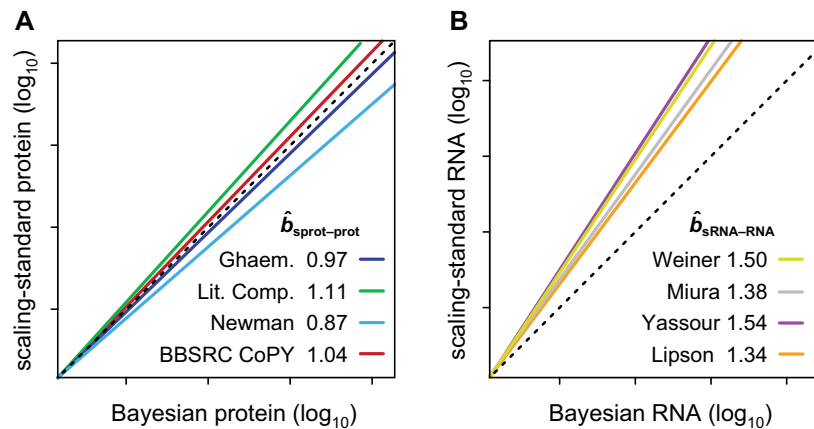 A
scaling-standard protein (log10)
b̂sprot–prot
Ghaem. 0.97
Lit. Comp. 1.11
Newman 0.87
BBSRC CoPY 1.04
Bayesian protein (log10)
B
scaling-standard RNA (log10)
b̂sRNA–RNA
Weiner 1.50
Miura 1.38
Yassour 1.54
Lipson 1.34
Bayesian RNA (log10)